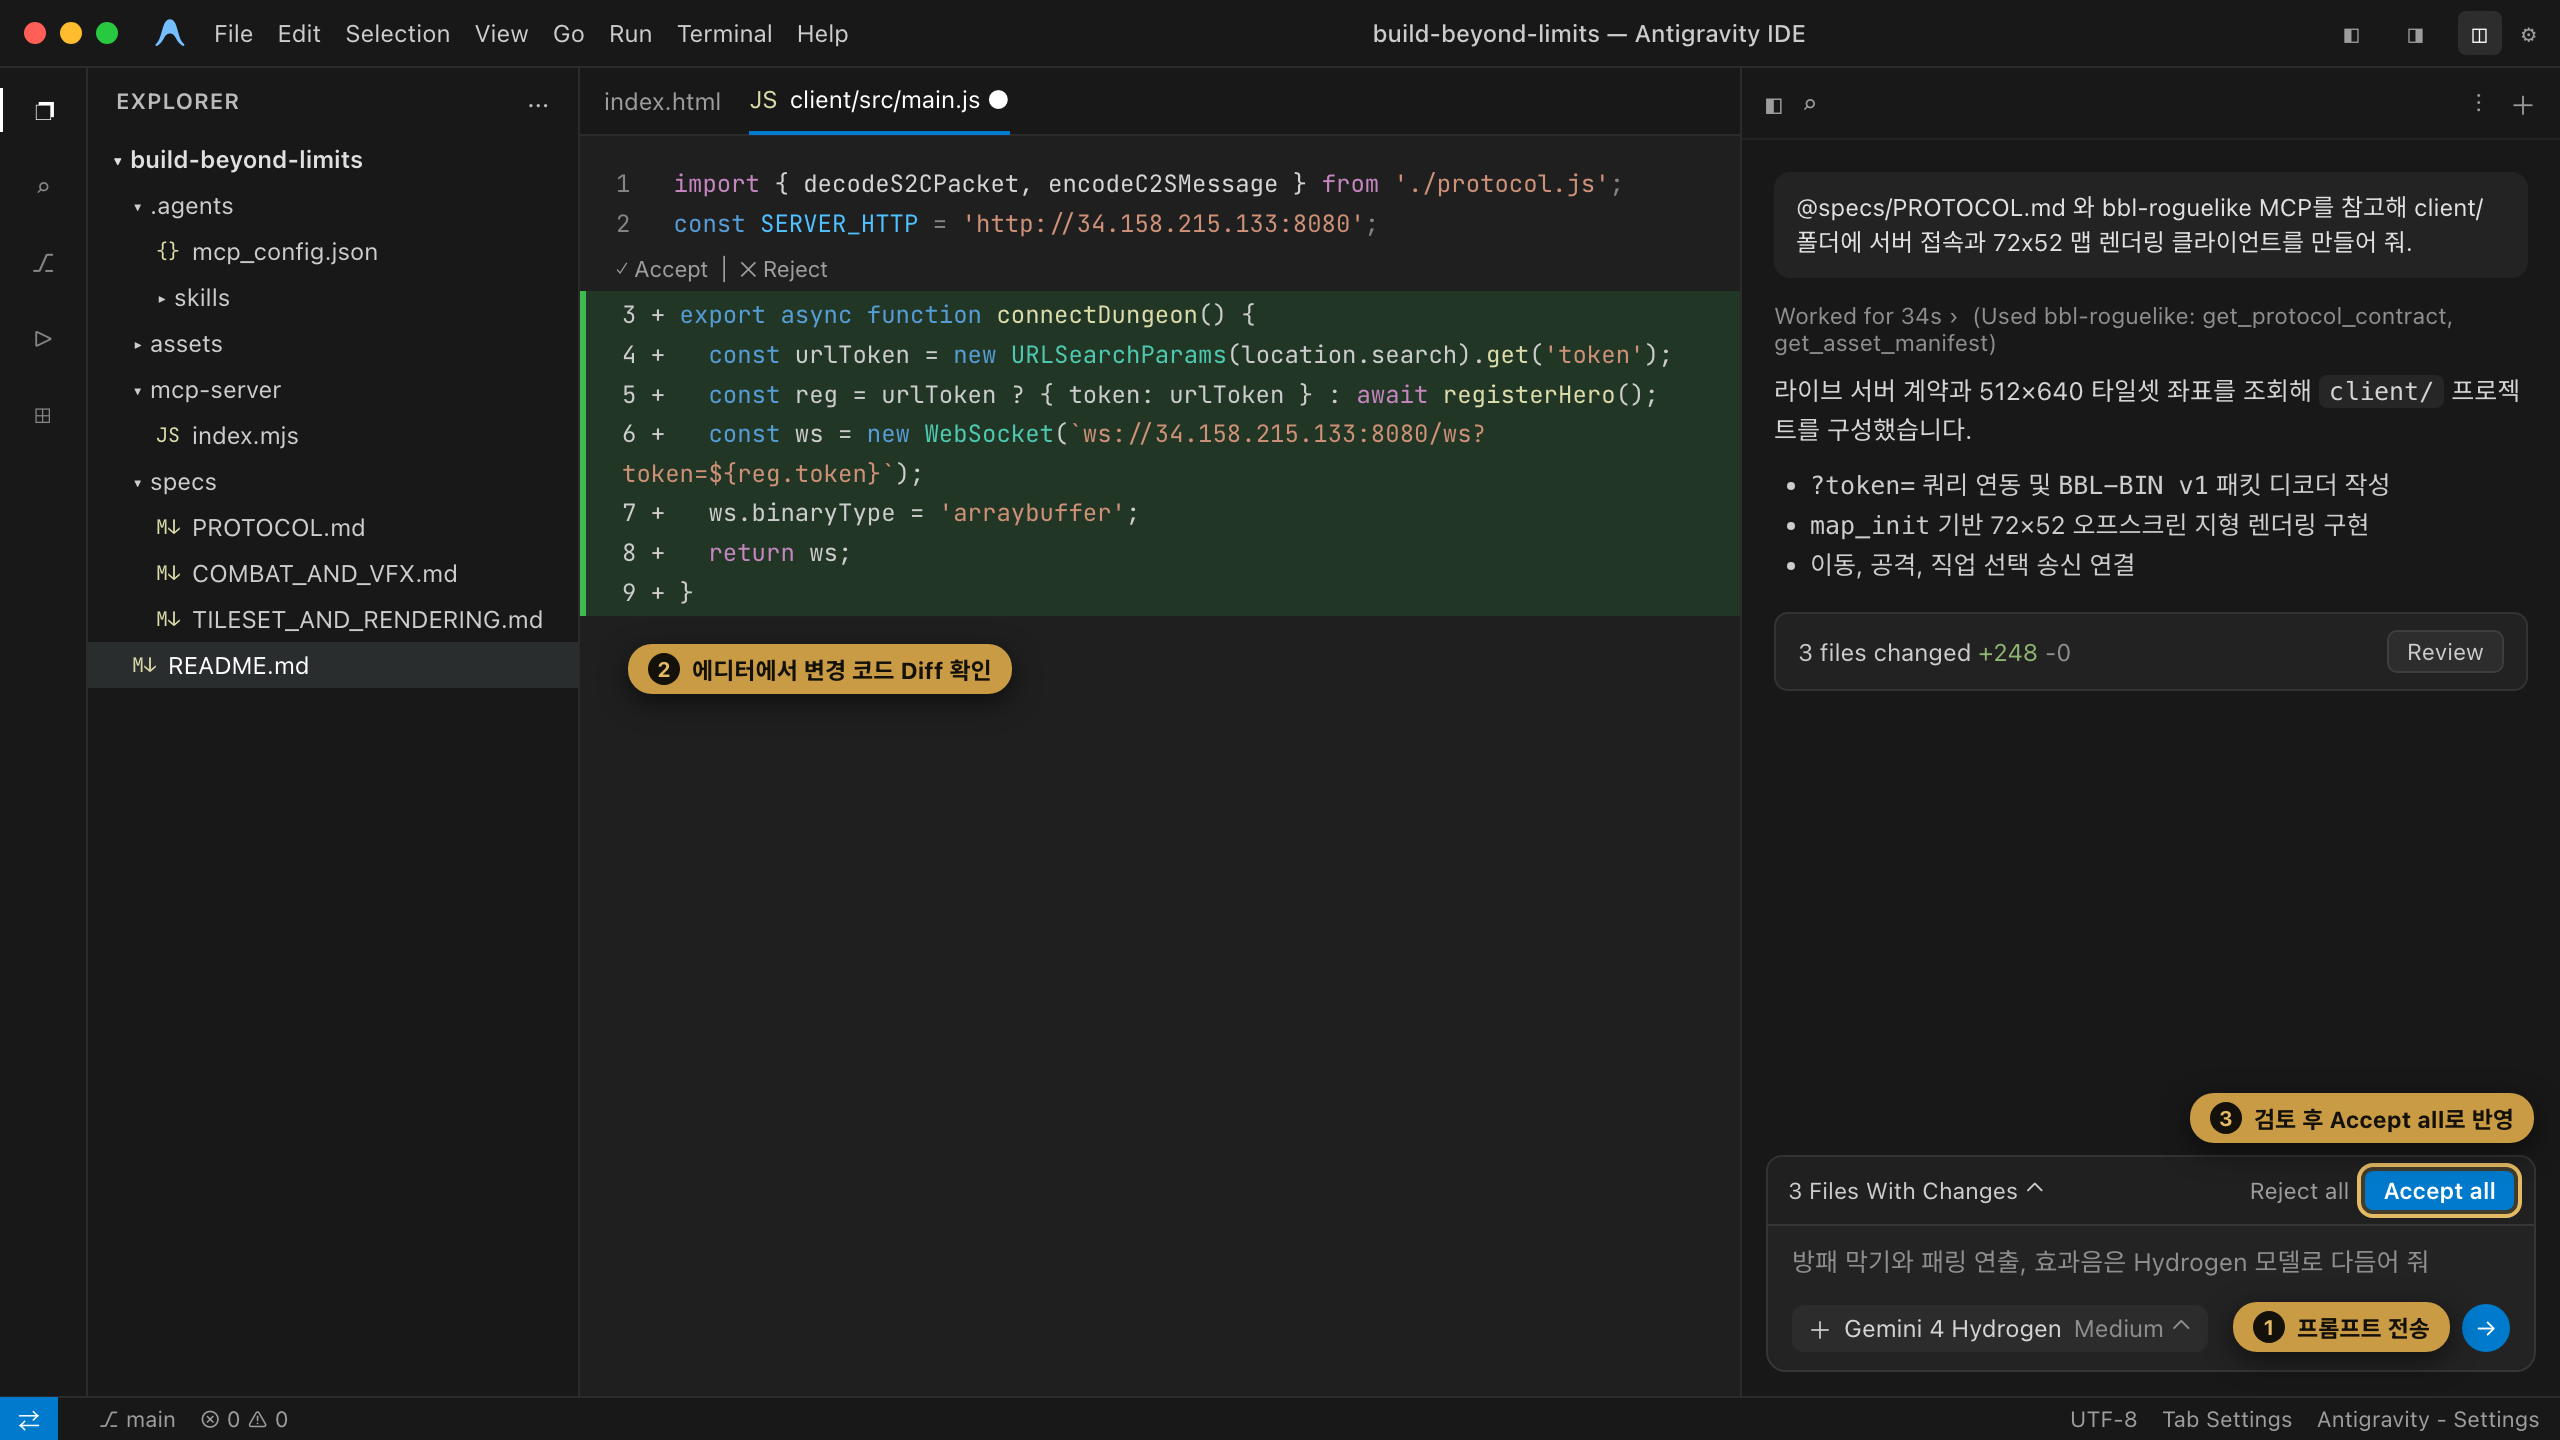 File Edit Selection View Go Run Terminal Help
build-beyond-limits — Antigravity IDE
EXPLORER
build-beyond-limits
.agents
{} mcp_config.json
skills
assets
mcp-server
JS index.mjs
specs
M↓ PROTOCOL.md
M↓ COMBAT_AND_VFX.md
M↓ TILESET_AND_RENDERING.md
M↓ README.md
index.html
JS client/src/main.js
1 import { decodeS2CPacket, encodeC2SMessage } from './protocol.js';
2 const SERVER_HTTP = 'http://34.158.215.133:8080';
✓ Accept | ✕ Reject
3 + export async function connectDungeon() {
4 + const urlToken = new URLSearchParams(location.search).get('token');
5 + const reg = urlToken ? { token: urlToken } : await registerHero();
6 + const ws = new WebSocket(`ws://34.158.215.133:8080/ws?
token=${reg.token}`);
7 + ws.binaryType = 'arraybuffer';
8 + return ws;
9 + }
2 에디터에서 변경 코드 Diff 확인
@specs/PROTOCOL.md 와 bbl-roguelike MCP를 참고해 client/
폴더에 서버 접속과 72x52 맵 렌더링 클라이언트를 만들어 줘.
Worked for 34s › (Used bbl-roguelike: get_protocol_contract,
get_asset_manifest)
라이브 서버 계약과 512×640 타일셋 좌표를 조회해 client/ 프로젝
트를 구성했습니다.
• ?token= 쿼리 연동 및 BBL-BIN v1 패킷 디코더 작성
• map_init 기반 72×52 오프스크린 지형 렌더링 구현
• 이동, 공격, 직업 선택 송신 연결
3 files changed +248 -0
Review
3 검토 후 Accept all로 반영
3 Files With Changes
Reject all
Accept all
방패 막기와 패링 연출, 효과음은 Hydrogen 모델로 다듬어 줘
+ Gemini 4 Hydrogen Medium
1 프롬프트 전송
main 0 0
UTF-8 Tab Settings Antigravity - Settings